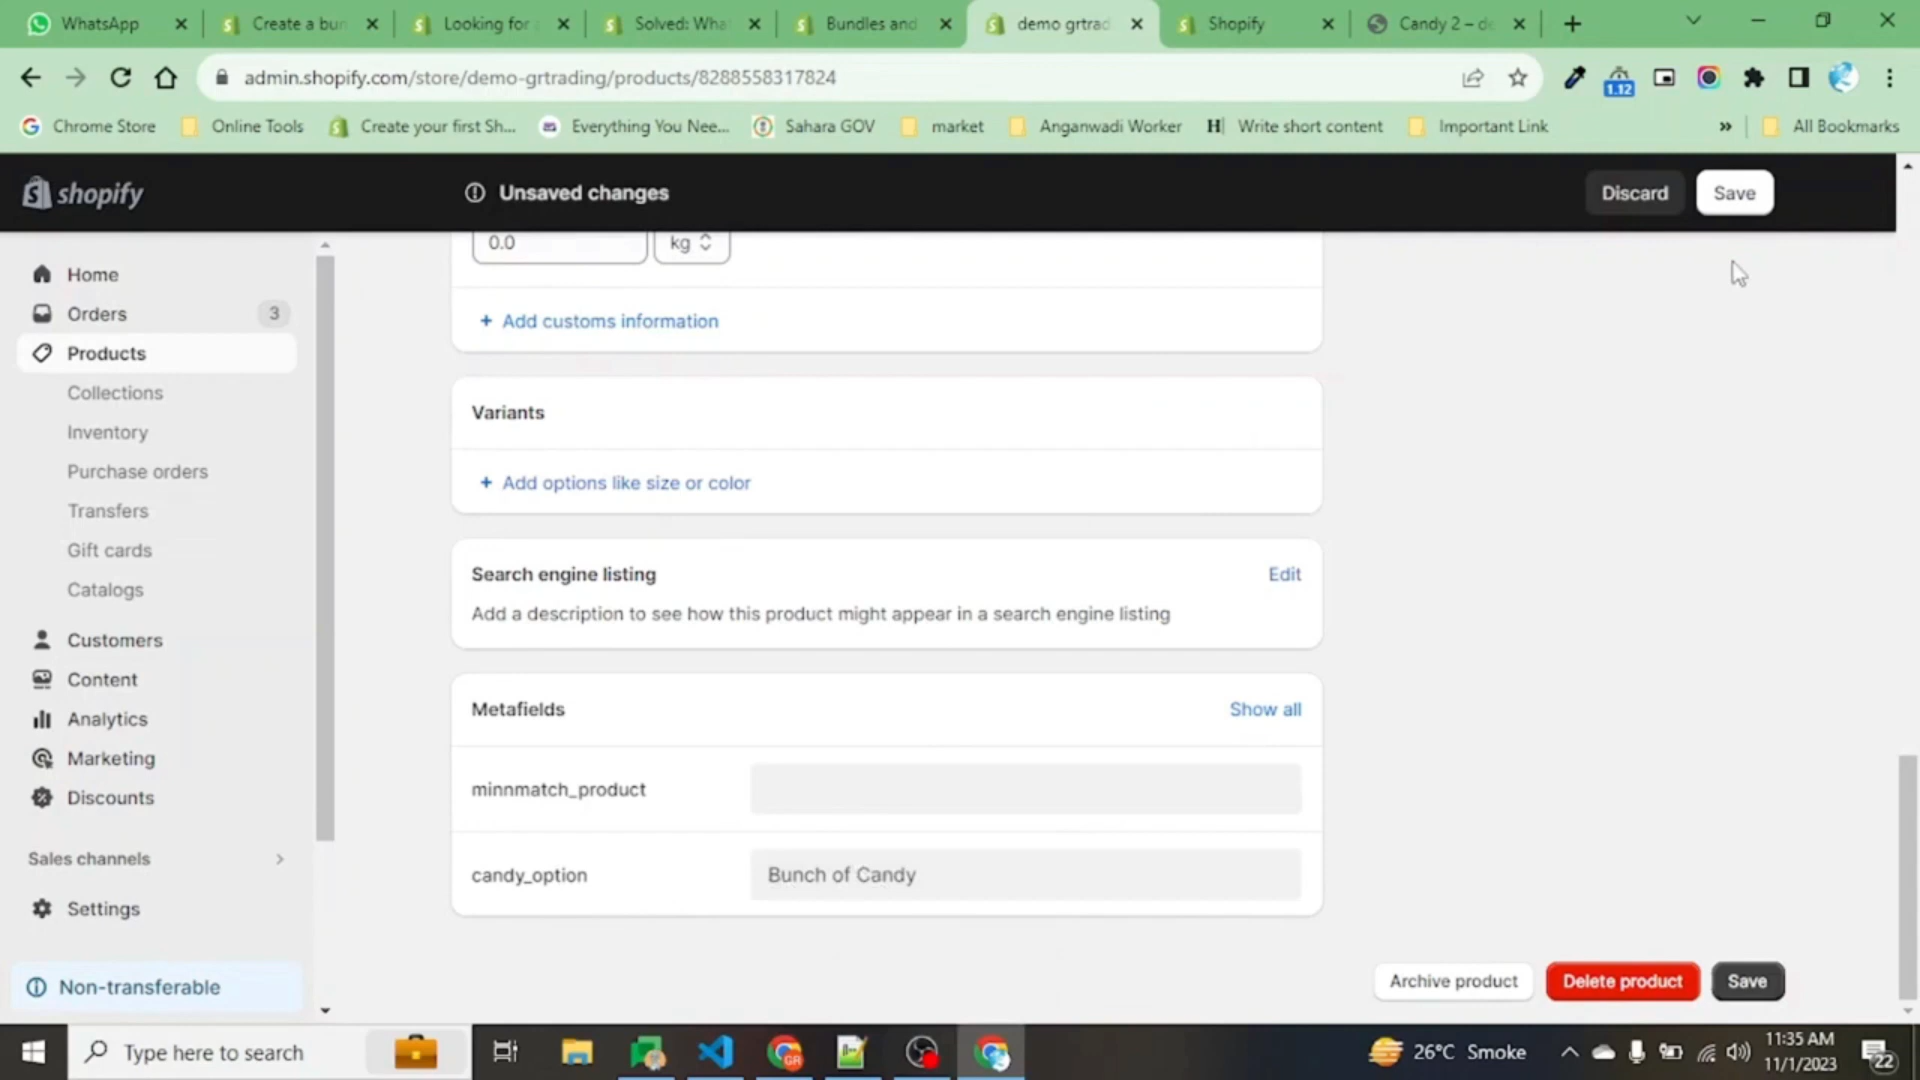 WhatsApp
Create a bun
Looking for a
Solved: Wha
Bundles and
demo grtrad
Shopify
Candy 2 – de
admin.shopify.com/store/demo-grtrading/products/8288558317824
1.12
Chrome Store
Online Tools
Create your first Sh...
Everything You Nee...
Sahara GOV
market
Anganwadi Worker
Write short content
Important Link
»
All Bookmarks
shopify
Unsaved changes
Discard
Save
Home
Orders
3
Products
Collections
Inventory
Purchase orders
Transfers
Gift cards
Catalogs
Customers
Content
Analytics
Marketing
Discounts
Sales channels
Settings
Non-transferable
0.0
kg
+ Add customs information
Variants
+ Add options like size or color
Search engine listing
Edit
Add a description to see how this product might appear in a search engine listing
Metafields
Show all
minnmatch_product
candy_option
Bunch of Candy
Archive product
Delete product
Save
Type here to search
GR
26°C Smoke
11:35 AM
11/1/2023
22